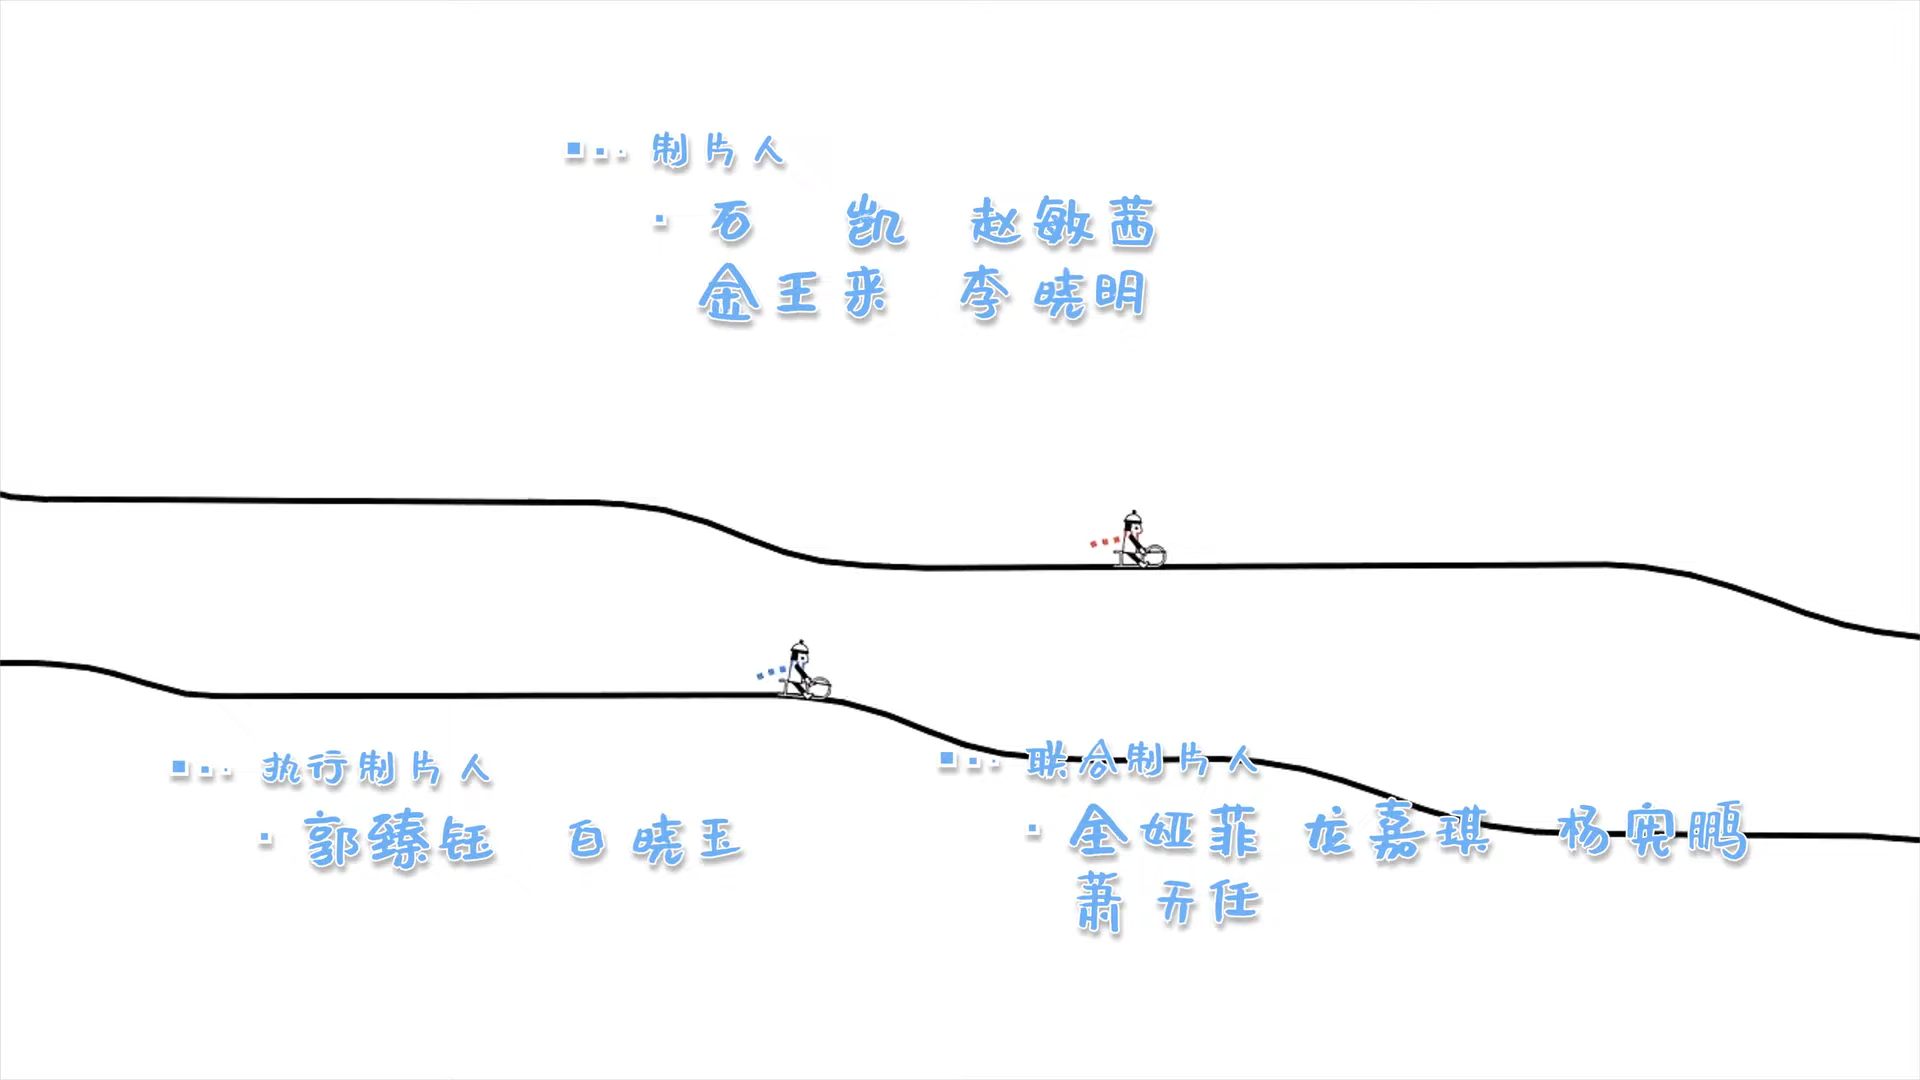 制片人
石 凯 赵敏茜
金王来 李晓明
执行制片人
郭臻钰 白晓玉
联合制片人
全娅菲 龙嘉琪 杨宪鹏
萧 亓任